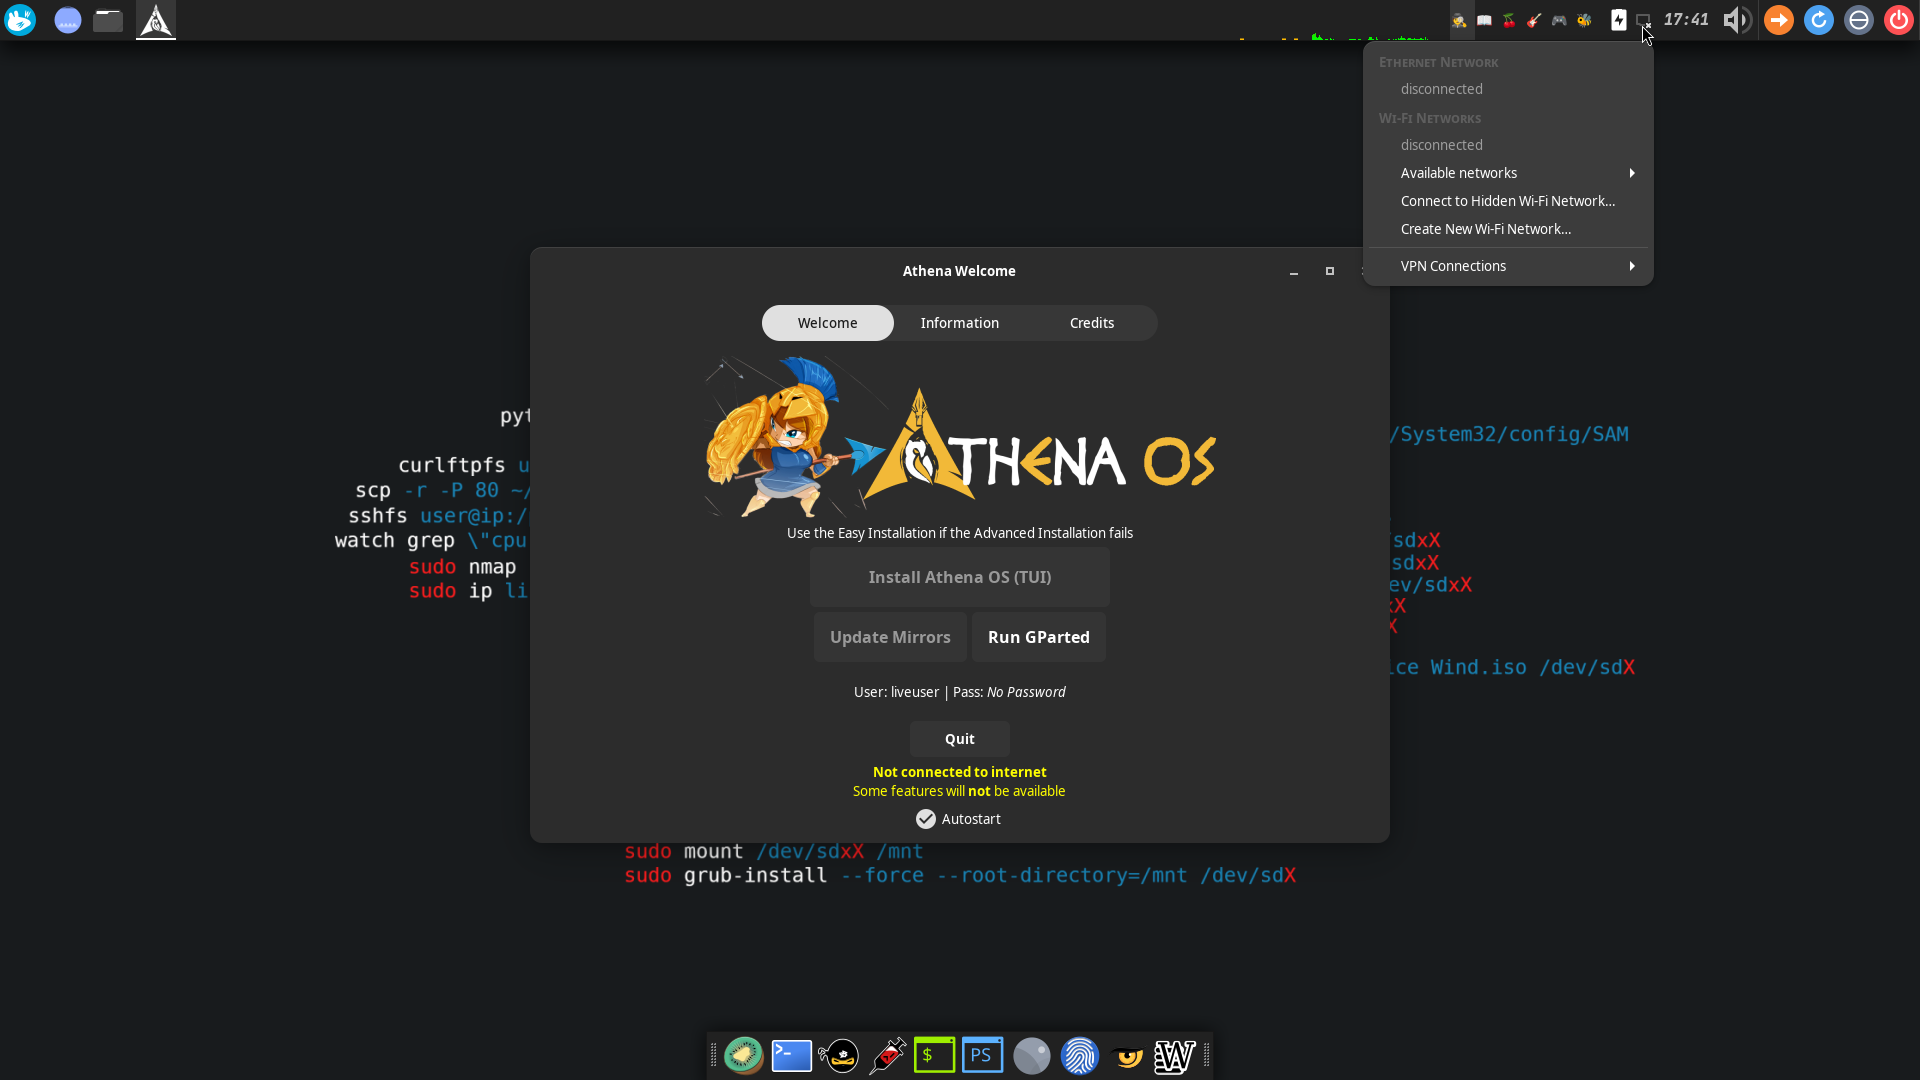 17:41
ETHERNET NETWORK
disconnected
WI-FI NETWORKS
disconnected
Available networks
Connect to Hidden Wi-Fi Network...
Create New Wi-Fi Network...
VPN Connections
Athena Welcome
Welcome Information Credits
ATHENA OS
Use the Easy Installation if the Advanced Installation fails
Install Athena OS (TUI)
Update Mirrors Run GParted
User: liveuser | Pass: No Password
Quit
Not connected to internet
Some features will not be available
Autostart
pyt
curlftpfs u
scp -r -P 80 ~/
sshfs user@ip:/
watch grep \"cpu
sudo nmap
sudo ip li
/System32/config/SAM
sdxX
sdxX
ev/sdxX
X
X
ice Wind.iso /dev/sdX
sudo mount /dev/sdxX /mnt
sudo grub-install --force --root-directory=/mnt /dev/sdX
>_
$
PS
W